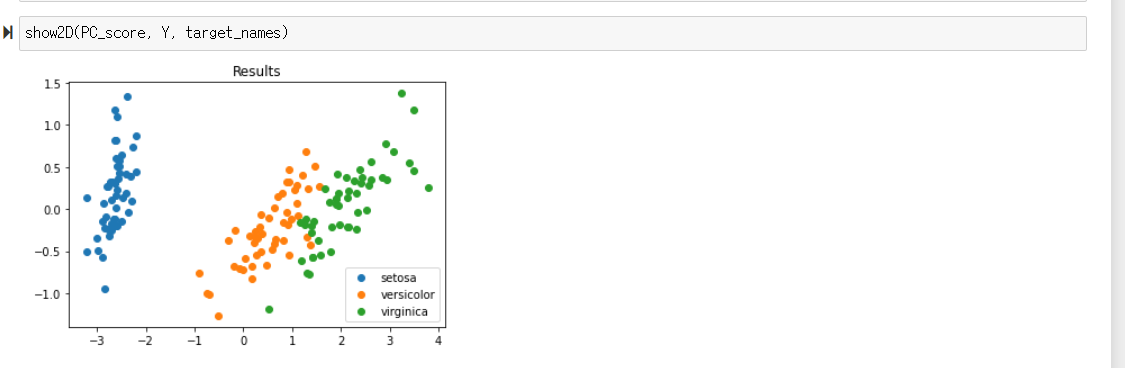 show2D(PC_score, Y, target_names)
Results
1.5
1.0
0.5
0.0
−0.5
−1.0
setosa
versicolor
virginica
−3 −2 −1 0 1 2 3 4